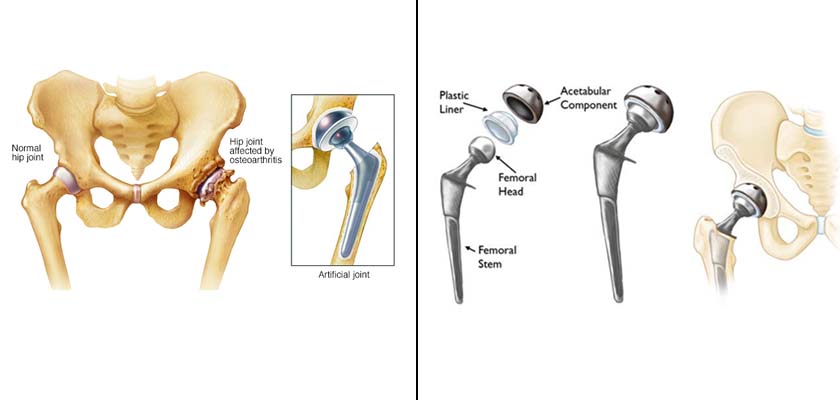 Normal
hip joint
Hip joint
affected by
osteoarthritis
Artificial joint
Plastic
Liner
Acetabular
Component
Femoral
Head
Femoral
Stem